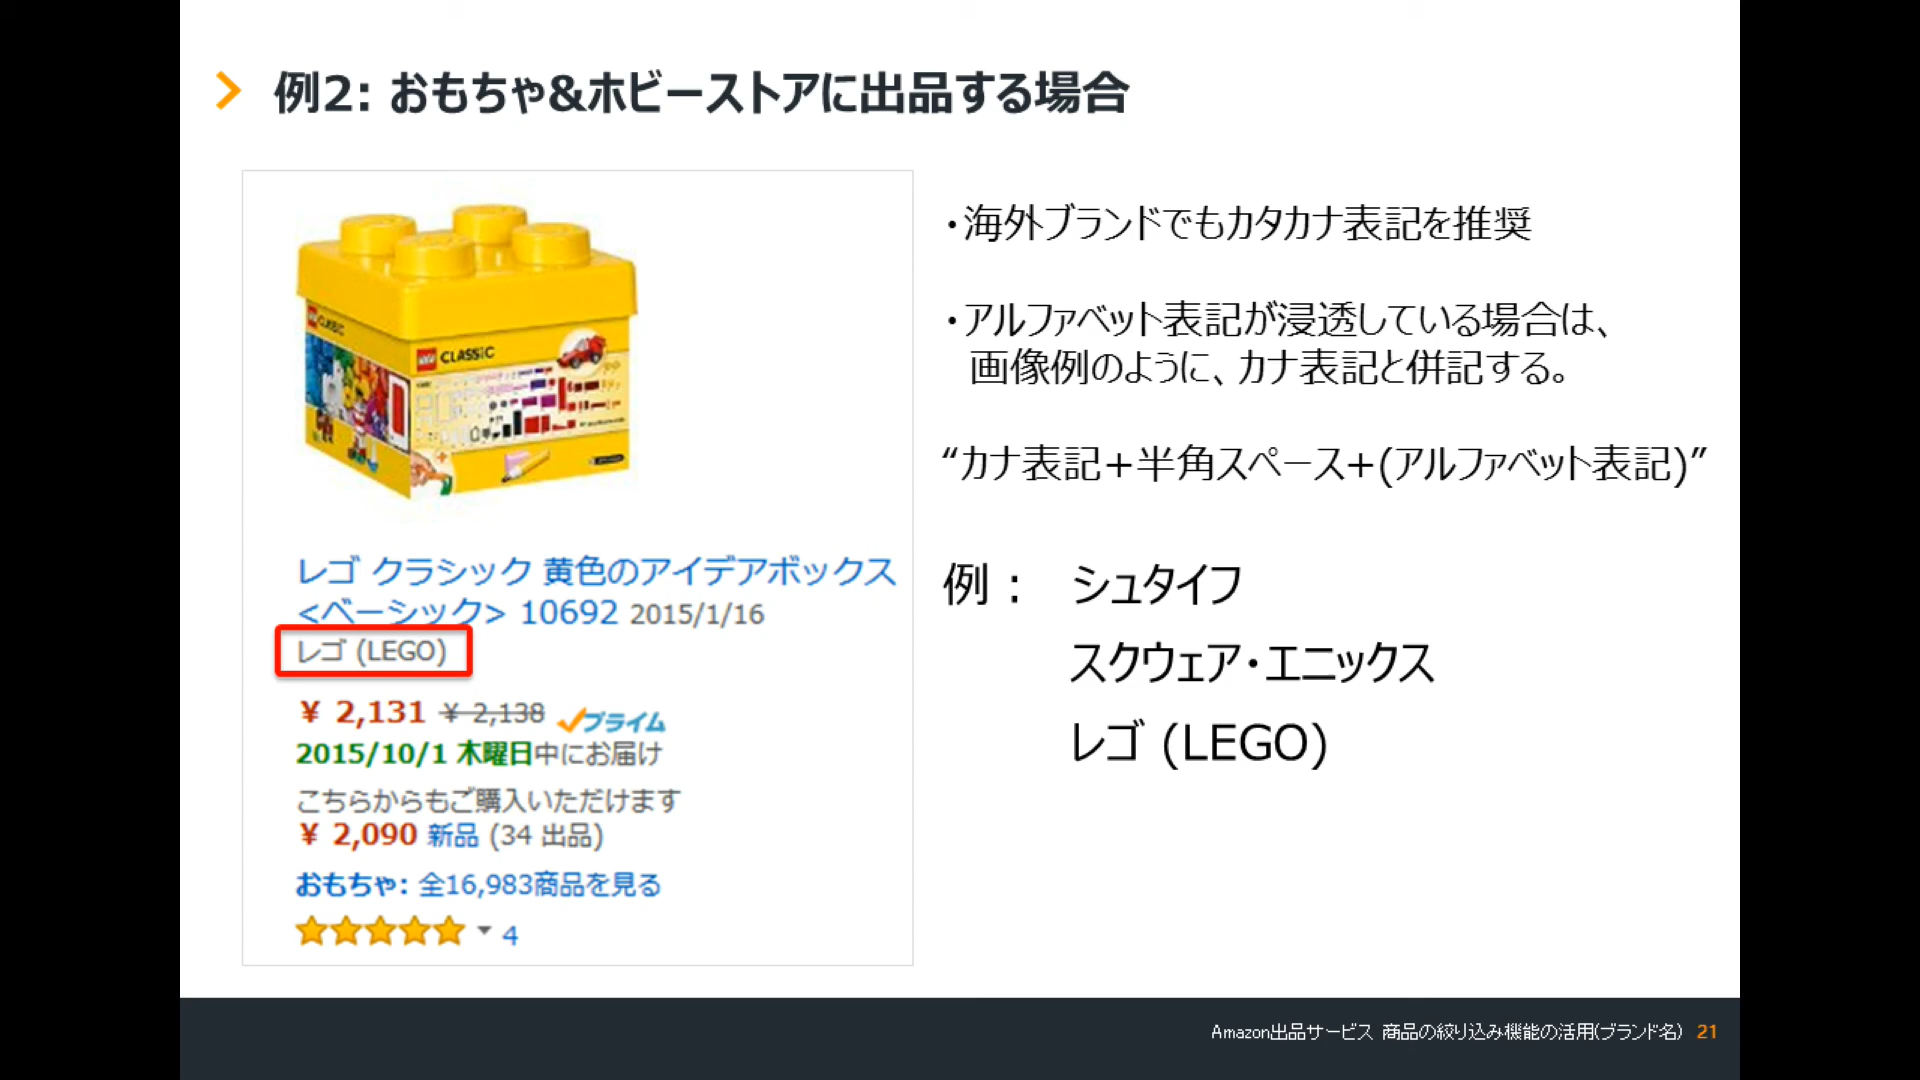 例2: おもちゃ&ホビーストアに出品する場合
CLASSIC
CLASSIC
レゴ クラシック 黄色のアイデアボックス
<ベーシック> 10692 2015/1/16
レゴ (LEGO)
¥ 2,131 ¥ 2,138 プライム
2015/10/1 木曜日中にお届け
こちらからもご購入いただけます
¥ 2,090 新品 (34 出品)
おもちゃ: 全16,983商品を見る
4
・海外ブランドでもカタカナ表記を推奨
・アルファベット表記が浸透している場合は、
画像例のように、カナ表記と併記する。
“カナ表記+半角スペース+(アルファベット表記)”
例： シュタイフ
スクウェア・エニックス
レゴ (LEGO)
Amazon出品サービス 商品の絞り込み機能の活用(ブランド名) 21